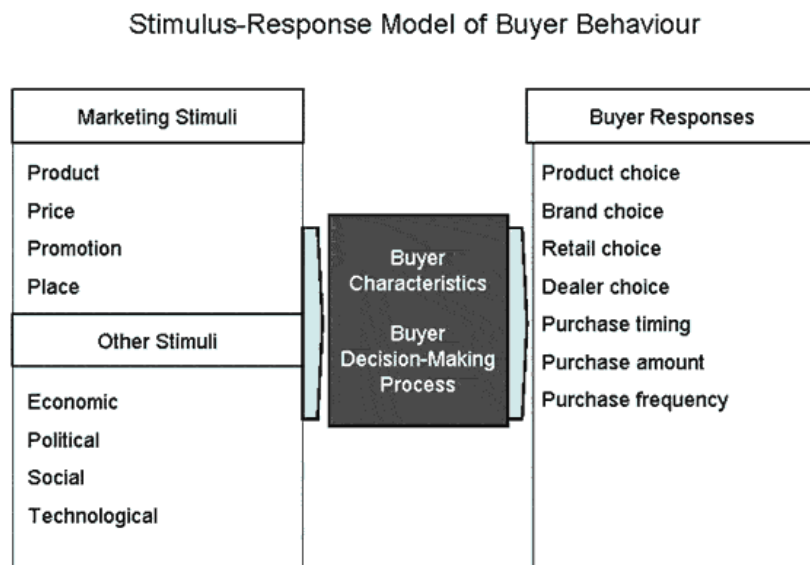 Stimulus-Response Model of Buyer Behaviour
Marketing Stimuli
Product
Price
Promotion
Place
Other Stimuli
Economic
Political
Social
Technological
Buyer
Characteristics
Buyer
Decision-Making
Process
Buyer Responses
Product choice
Brand choice
Retail choice
Dealer choice
Purchase timing
Purchase amount
Purchase frequency